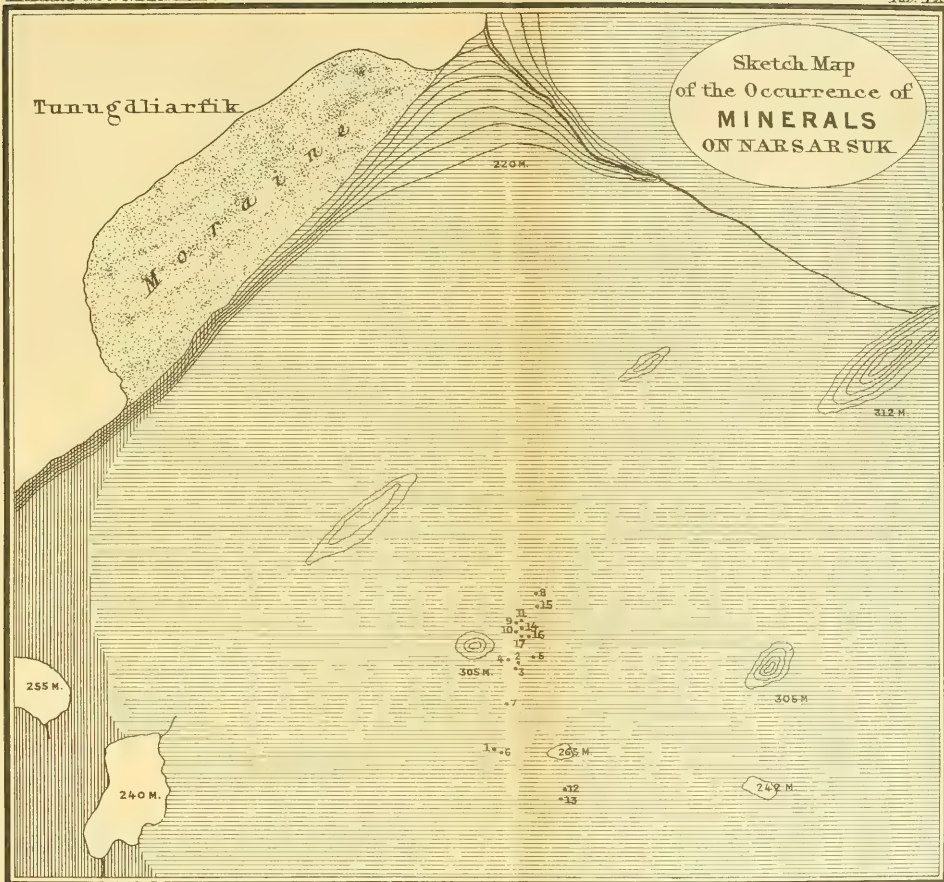 Tunugdliarfik
Sketch Map
of the Occurrence of
MINERALS
ON NARSARSUK
Moraine
220 M.
312 M.
8
15
11
9
14
10
16
17
305 M.
4
2
5
3
305 M
255 M.
7
1
6
265 M.
240 M.
12
13
242 M.